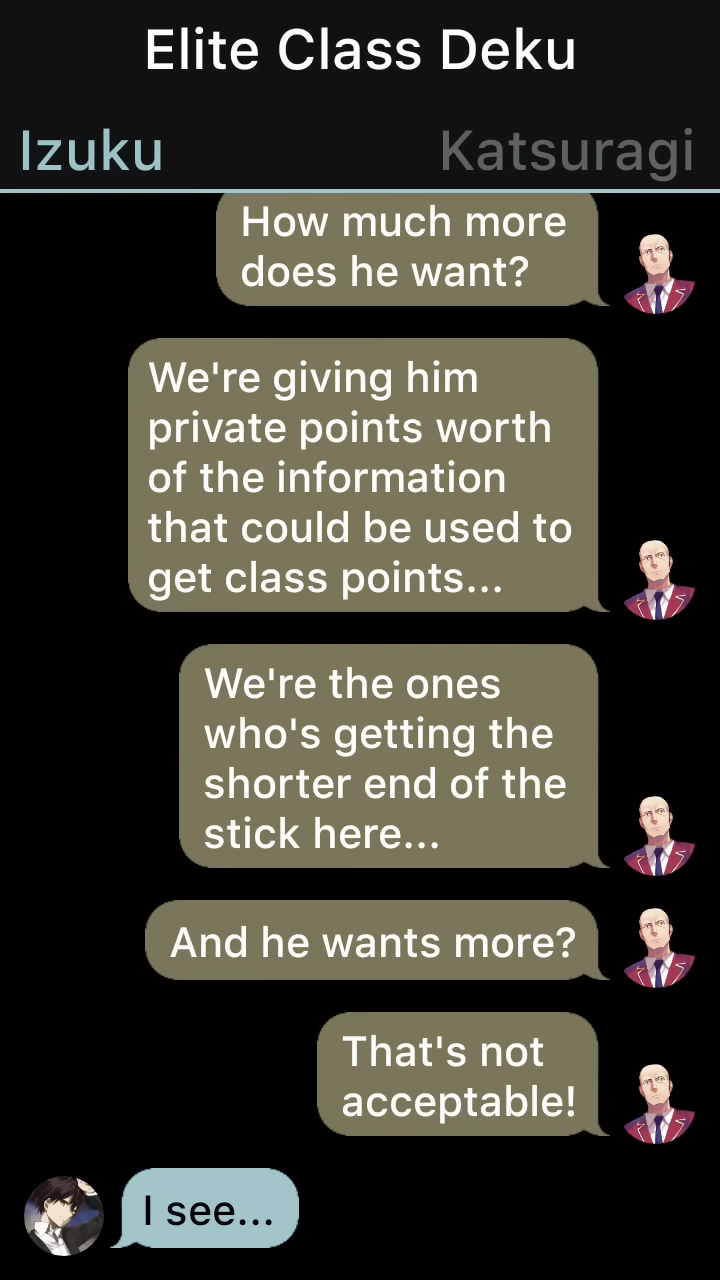 Elite Class Deku
Izuku
Katsuragi
How much more
does he want?
We're giving him
private points worth
of the information
that could be used to
get class points...
We're the ones
who's getting the
shorter end of the
stick here...
And he wants more?
That's not
acceptable!
I see...